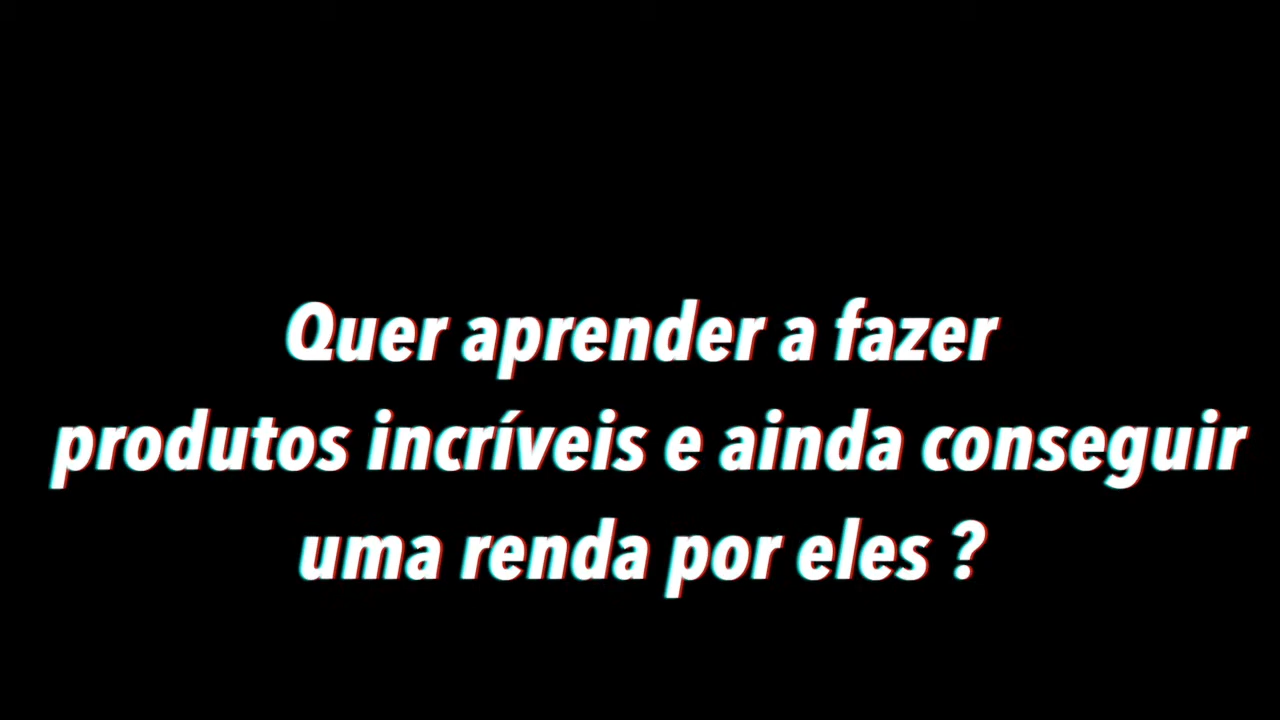 Quer aprender a fazer
produtos incríveis e ainda conseguir
uma renda por eles ?